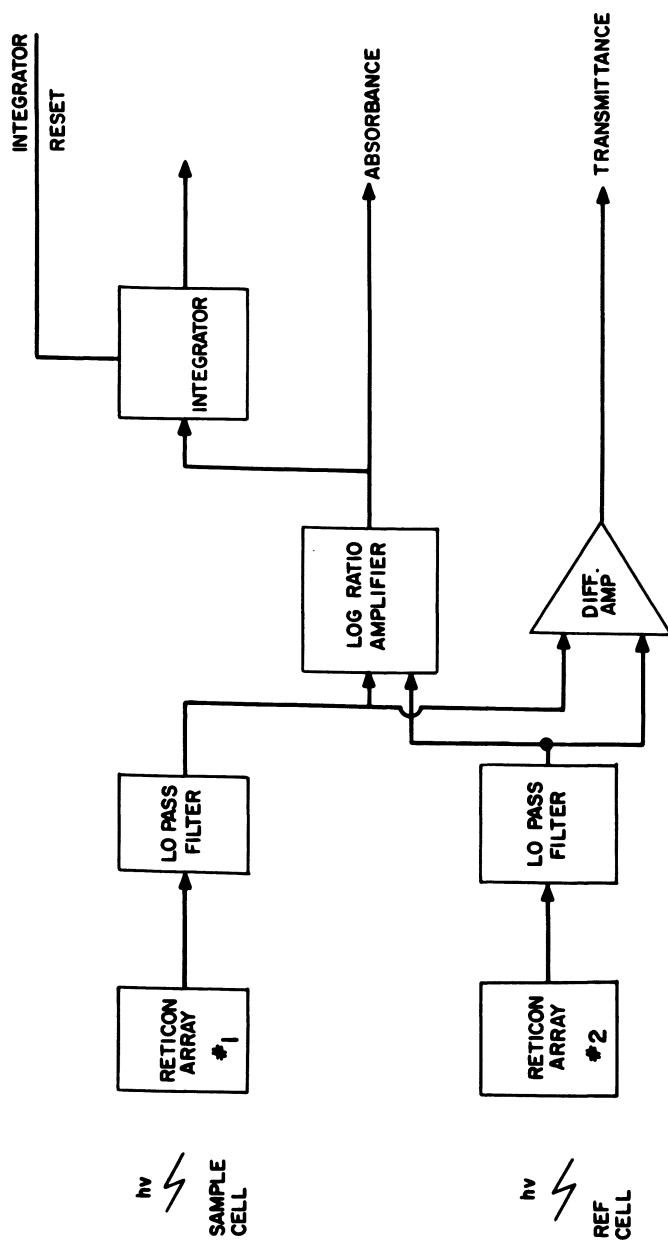 hv
SAMPLE
CELL
RETICON
ARRAY
#1
LO PASS
FILTER
LOG RATIO
AMPLIFIER
INTEGRATOR
INTEGRATOR
RESET
ABSORBANCE
hv
REF
CELL
RETICON
ARRAY
#2
LO PASS
FILTER
DIFF.
AMP
TRANSMITTANCE